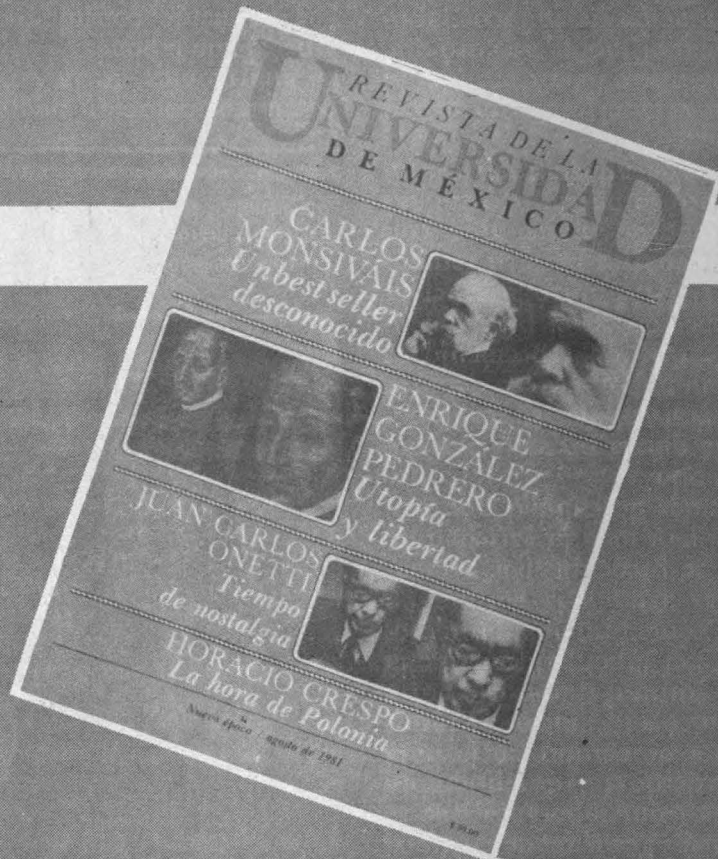 REVISTA DE LA
UNIVERSIDAD
DE MÉXICO
CARLOS
MONSIVAIS
Un best seller
desconocido
ENRIQUE
GONZÁLEZ
PEDRERO
Utopía
y libertad
JUAN CARLOS
ONETTI
Tiempo
de nostalgia
HORACIO CRESPO
La hora de Polonia
Nueva época agosto de 1981